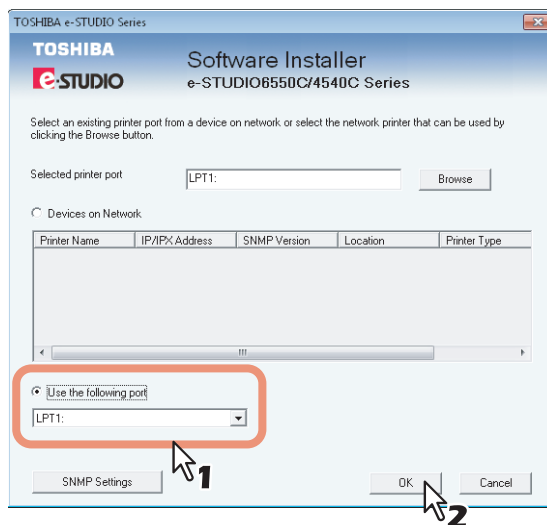 TOSHIBA e-STUDIO Series
TOSHIBA
e-STUDIO
Software Installer
e-STUDIO6550C/4540C Series
Select an existing printer port from a device on network or select the network printer that can be used by
clicking the Browse button.
Selected printer port LPT1: Browse
Devices on Network
Printer Name IP/IPX Address SNMP Version Location Printer Type
Use the following port
LPT1:
1
SNMP Settings OK Cancel
2